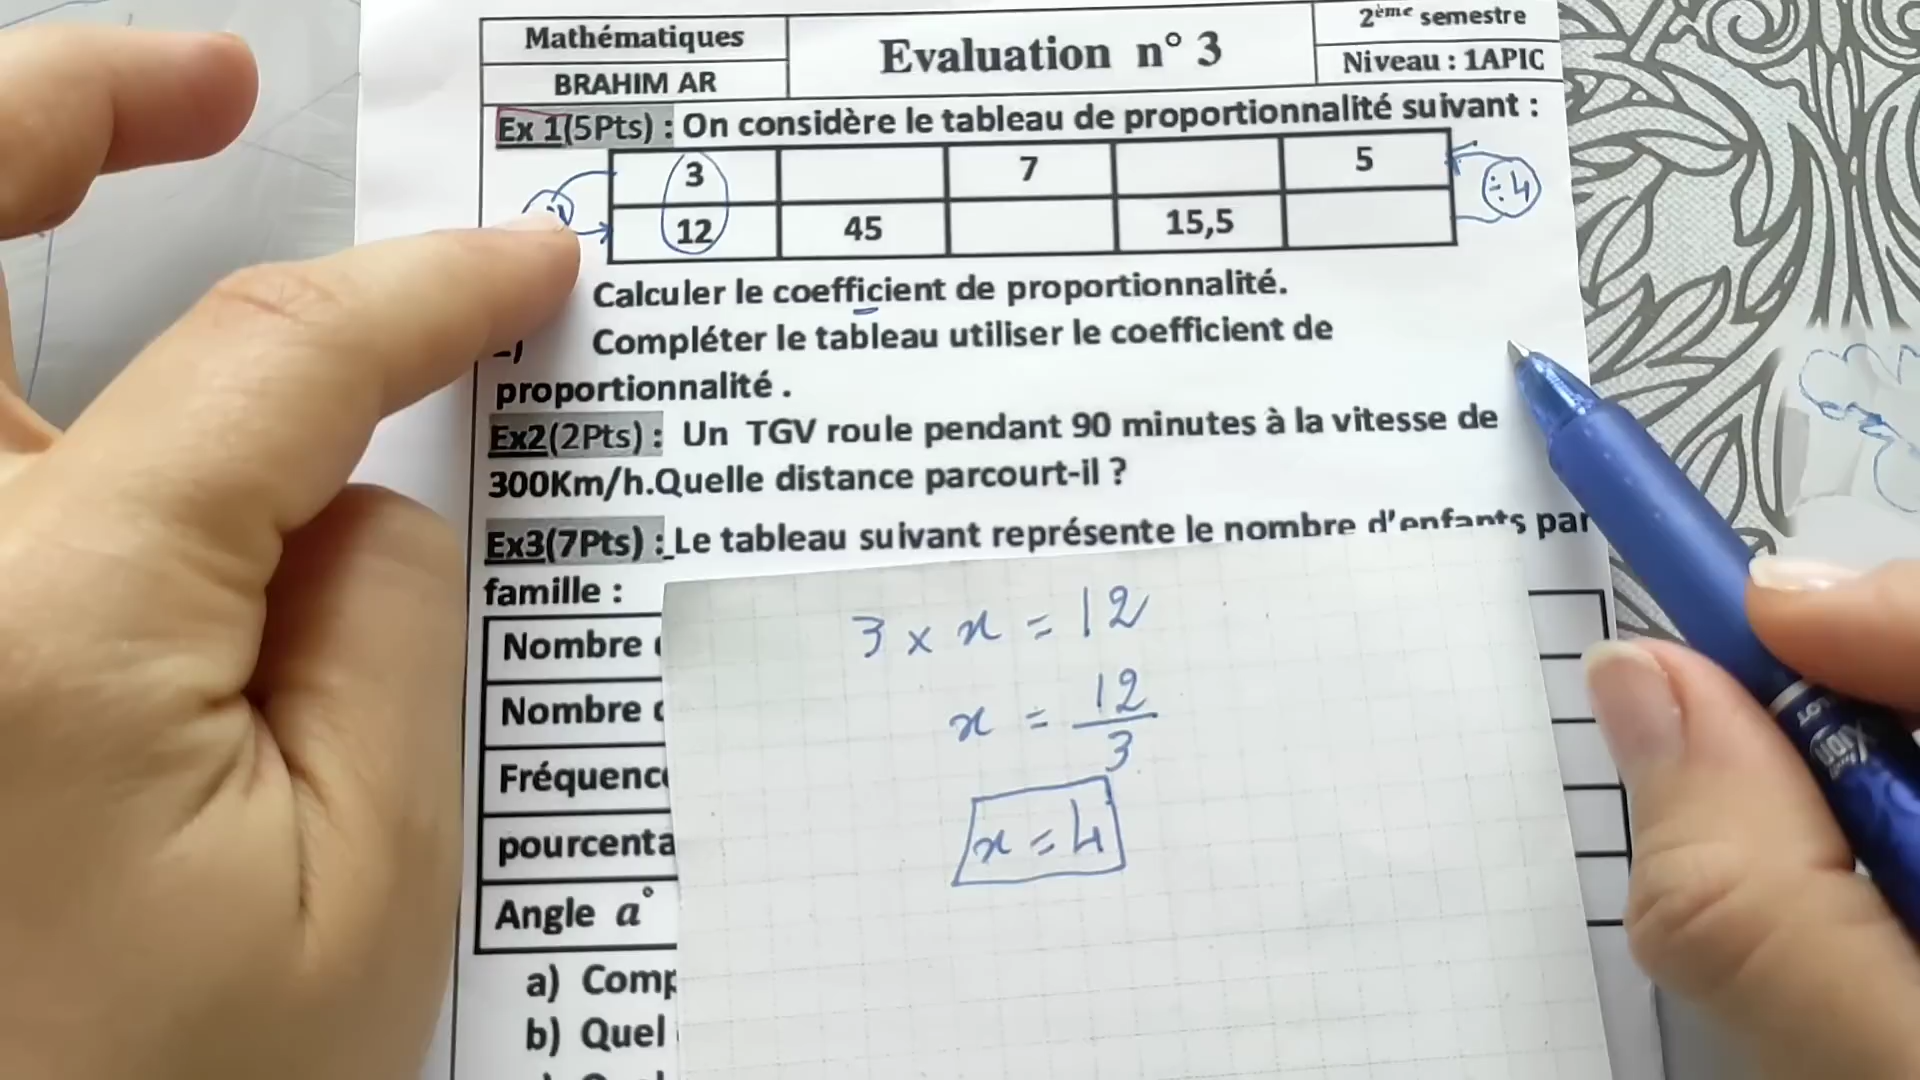 Mathématiques
BRAHIM AR
Evaluation n° 3
2ème semestre
Niveau : 1APIC
Ex 1(5Pts) : On considère le tableau de proportionnalité suivant :
3 7 5
÷4
12 45 15,5
Calculer le coefficient de proportionnalité.
Compléter le tableau utiliser le coefficient de
proportionnalité .
Ex2(2Pts) : Un TGV roule pendant 90 minutes à la vitesse de
300Km/h.Quelle distance parcourt-il ?
Ex3(7Pts) : Le tableau suivant représente le nombre d'enfants par
famille :
Nombre
Nombre
Fréquenc
pourcenta
Angle a°
a) Comp
b) Quel
3 × x = 12
x = 12/3
x = 4